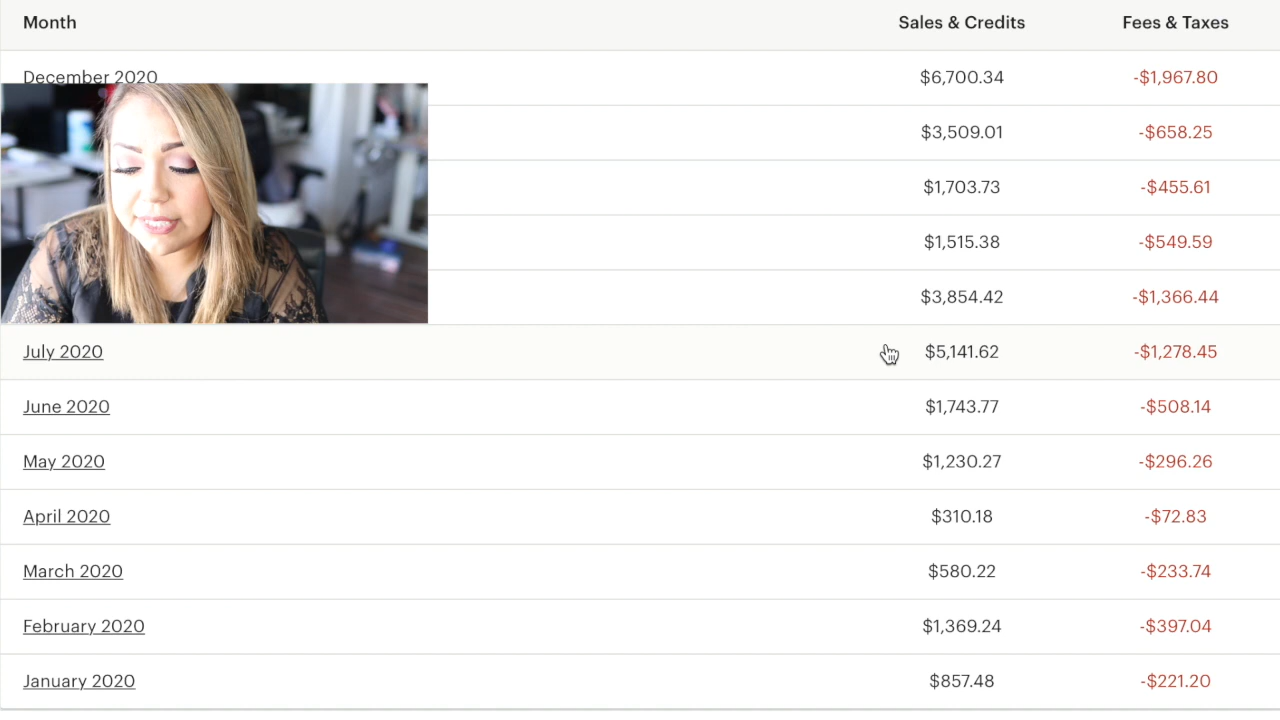 Month Sales & Credits Fees & Taxes
December 2020 $6,700.34 -$1,967.80
$3,509.01 -$658.25
$1,703.73 -$455.61
$1,515.38 -$549.59
$3,854.42 -$1,366.44
July 2020 $5,141.62 -$1,278.45
June 2020 $1,743.77 -$508.14
May 2020 $1,230.27 -$296.26
April 2020 $310.18 -$72.83
March 2020 $580.22 -$233.74
February 2020 $1,369.24 -$397.04
January 2020 $857.48 -$221.20